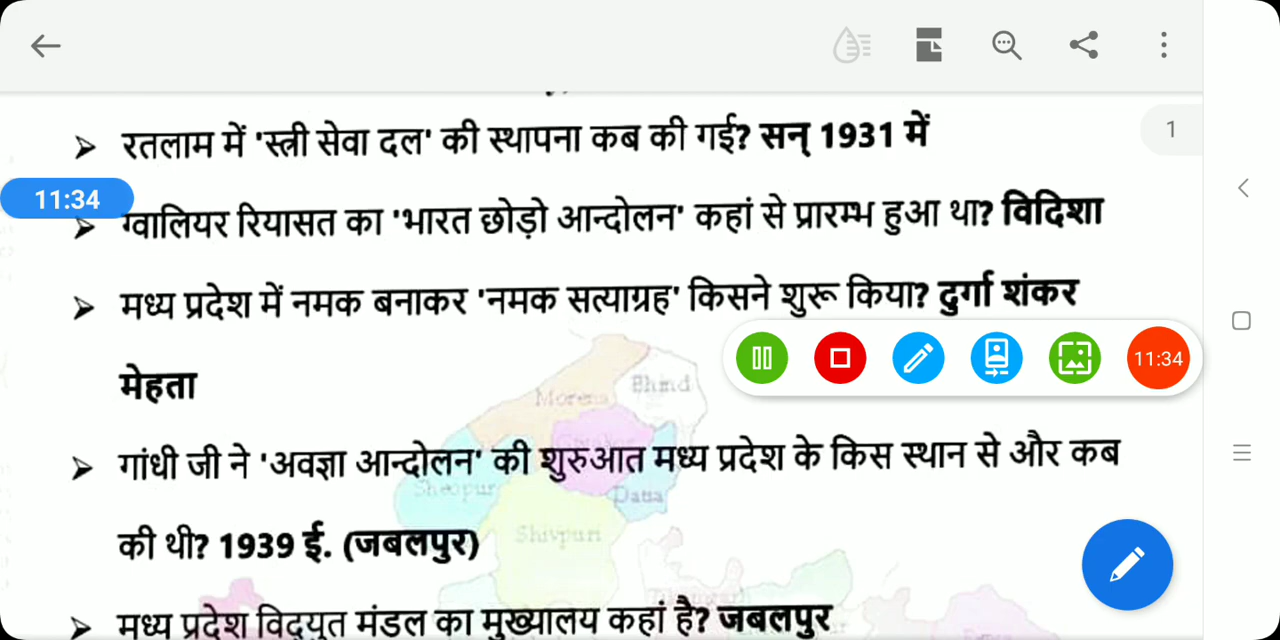 1
➤ रतलाम में 'स्त्री सेवा दल' की स्थापना कब की गई? सन् 1931 में
11:34
➤ ग्वालियर रियासत का 'भारत छोड़ो आन्दोलन' कहां से प्रारम्भ हुआ था? विदिशा
➤ मध्य प्रदेश में नमक बनाकर 'नमक सत्याग्रह' किसने शुरू किया? दुर्गा शंकर
11:34
मेहता
Morena
Bhind
➤ गांधी जी ने 'अवज्ञा आन्दोलन' की शुरुआत मध्य प्रदेश के किस स्थान से और कब
Sheopur
Datia
Shivpuri
की थी? 1939 ई. (जबलपुर)
➤ मध्य प्रदेश विद्युत मंडल का मुख्यालय कहां है? जबलपुर